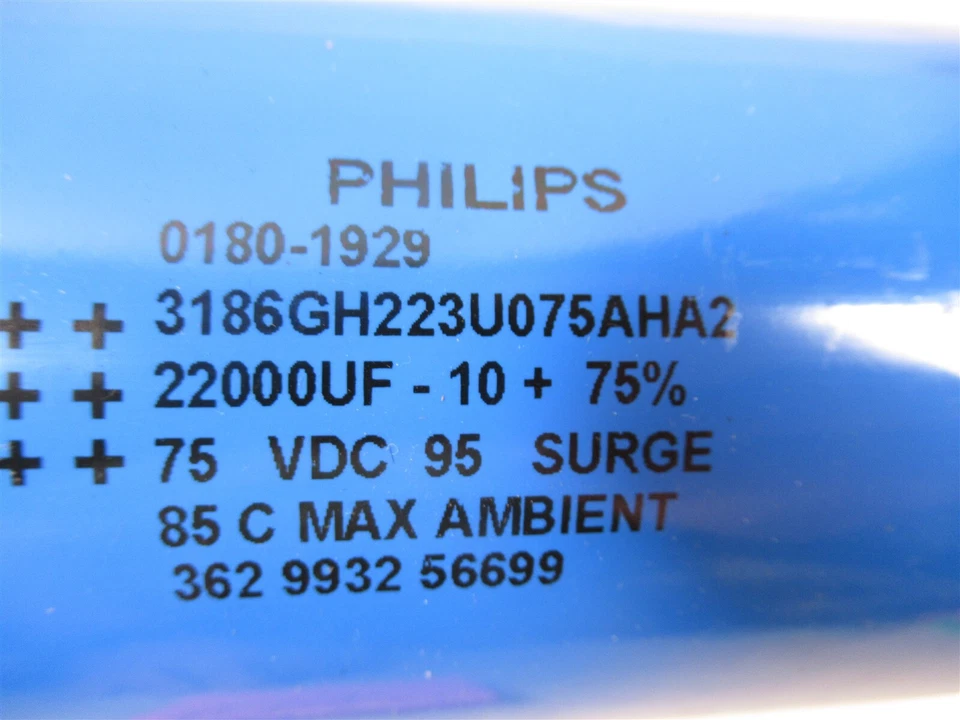 PHILIPS
0180-1929
+ + 3186GH223U075AHA2
+ + 22000UF - 10 + 75%
+ + 75 VDC 95 SURGE
85 C MAX AMBIENT
362 9932 56699